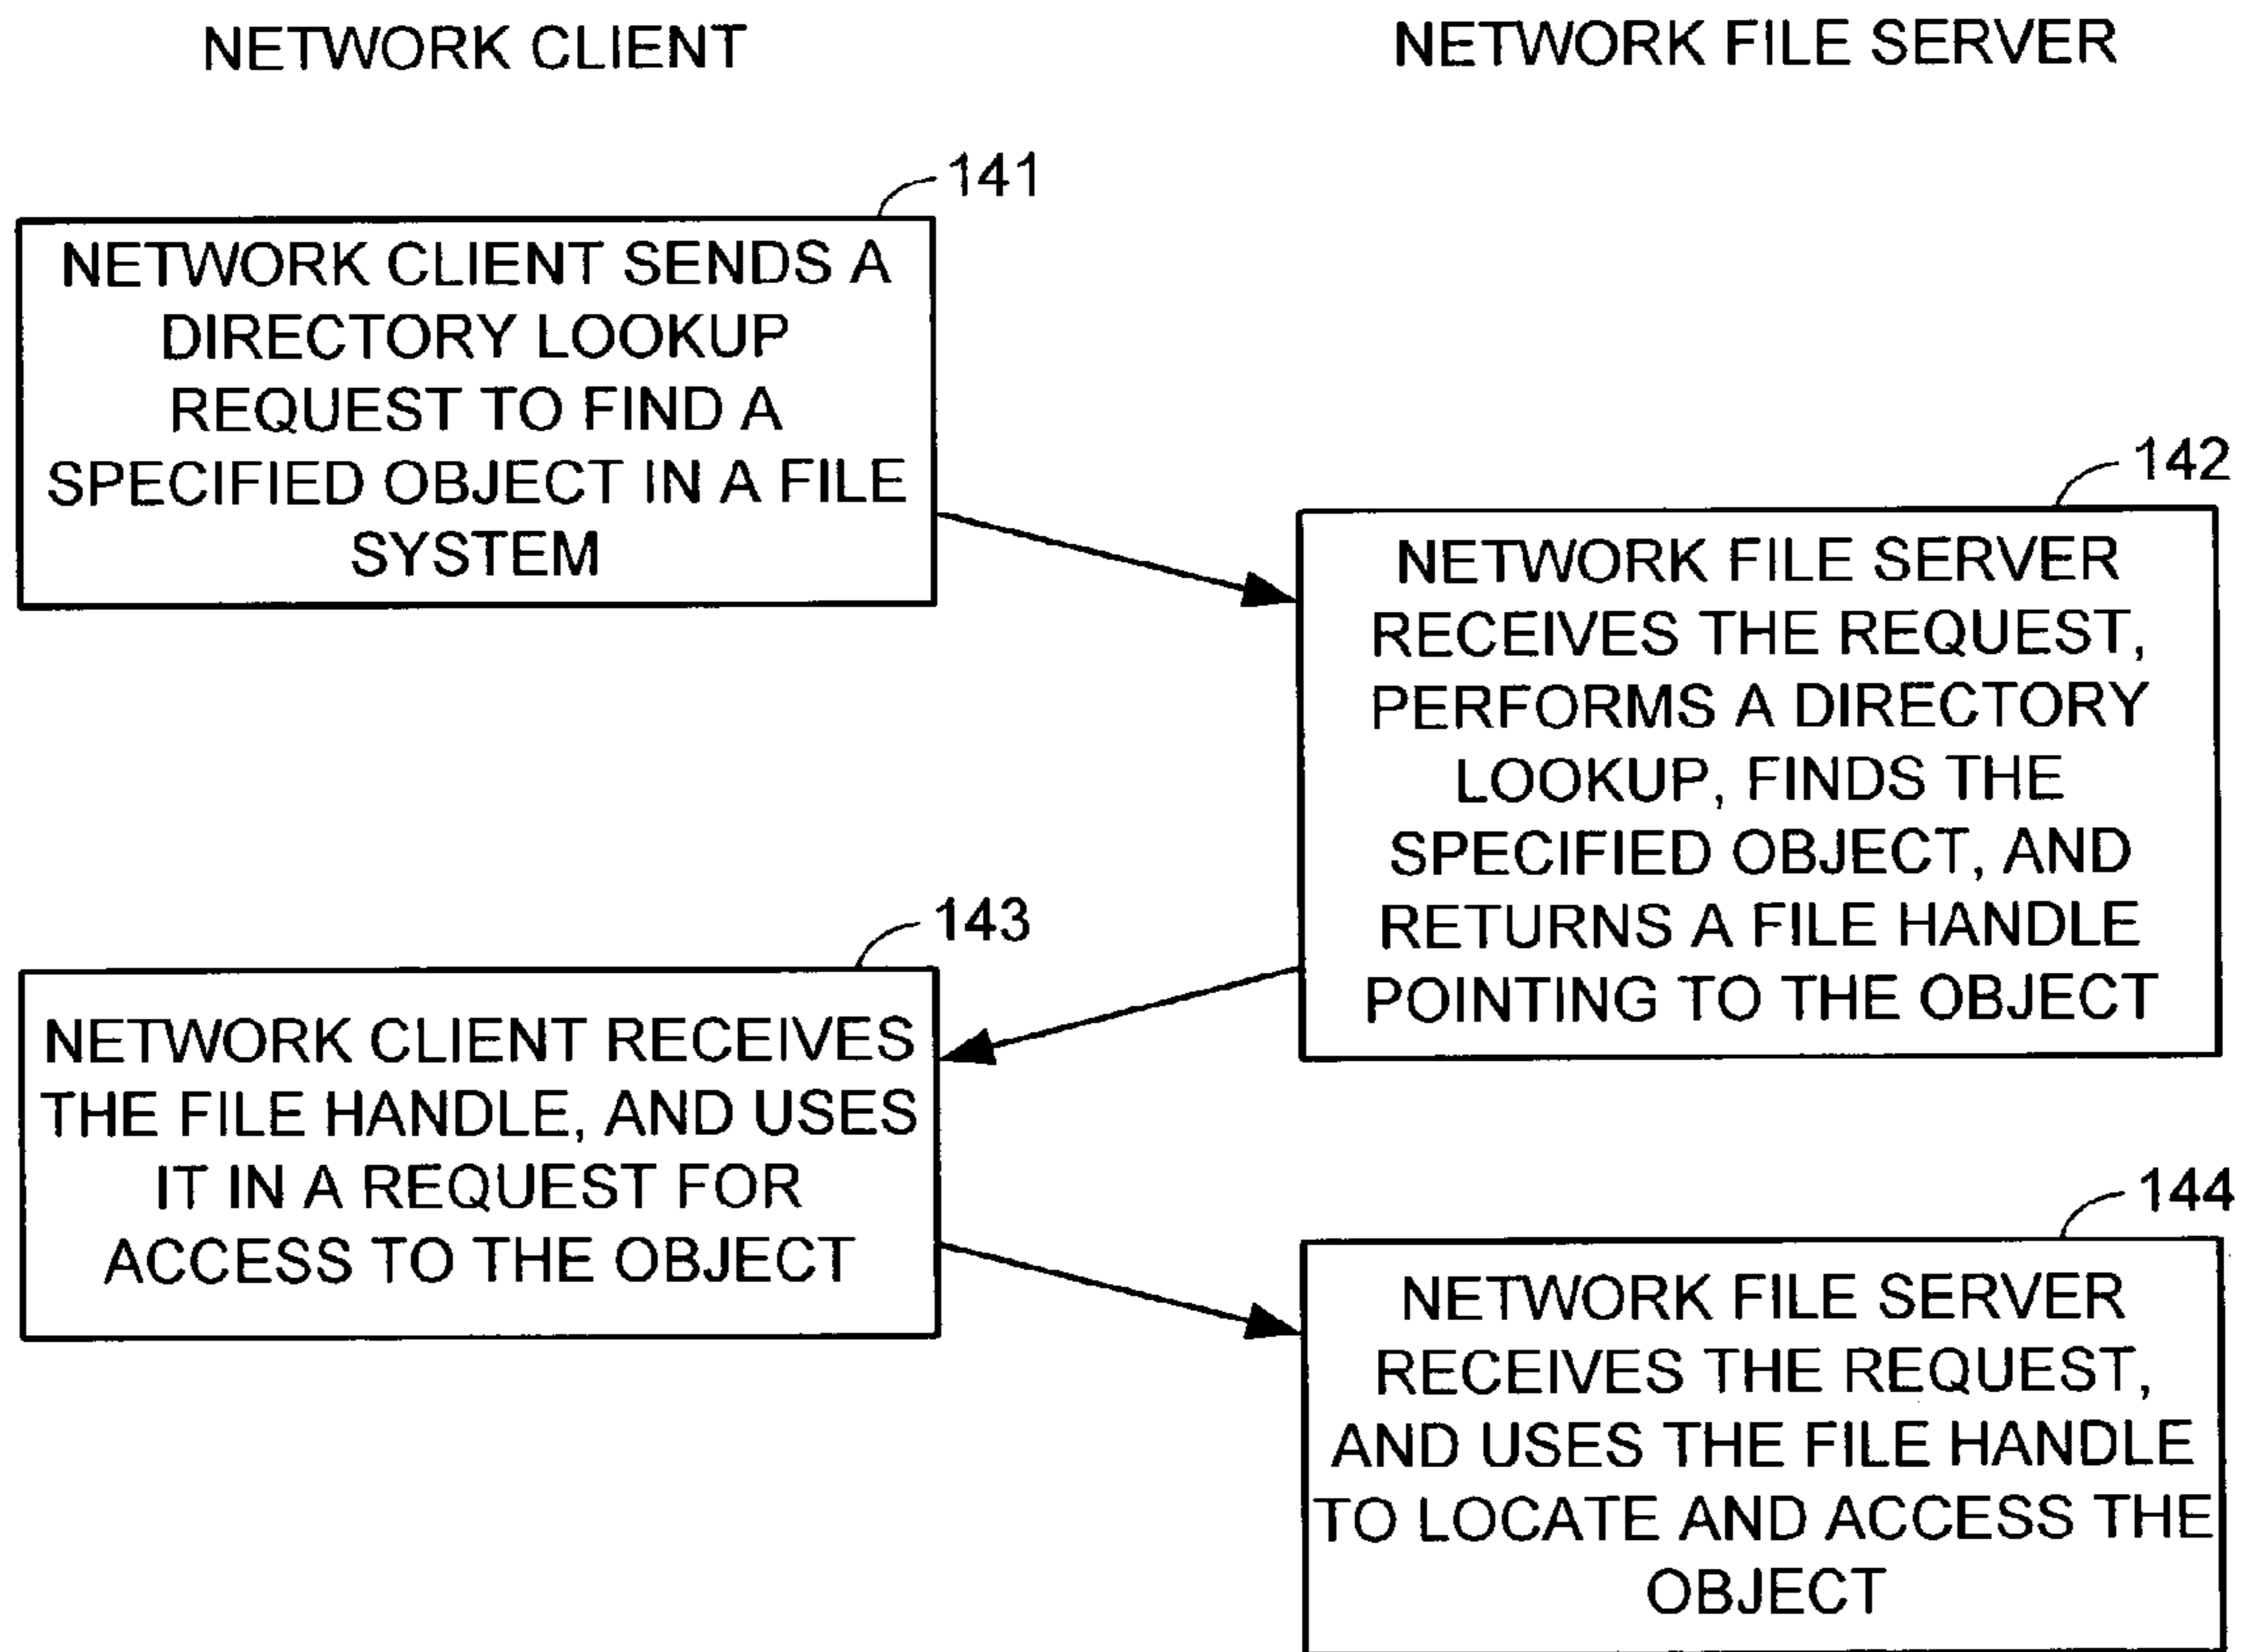 NETWORK CLIENT
NETWORK FILE SERVER
141
NETWORK CLIENT SENDS A
DIRECTORY LOOKUP
REQUEST TO FIND A
SPECIFIED OBJECT IN A FILE
SYSTEM
142
NETWORK FILE SERVER
RECEIVES THE REQUEST,
PERFORMS A DIRECTORY
LOOKUP, FINDS THE
SPECIFIED OBJECT, AND
RETURNS A FILE HANDLE
POINTING TO THE OBJECT
143
NETWORK CLIENT RECEIVES
THE FILE HANDLE, AND USES
IT IN A REQUEST FOR
ACCESS TO THE OBJECT
144
NETWORK FILE SERVER
RECEIVES THE REQUEST,
AND USES THE FILE HANDLE
TO LOCATE AND ACCESS THE
OBJECT